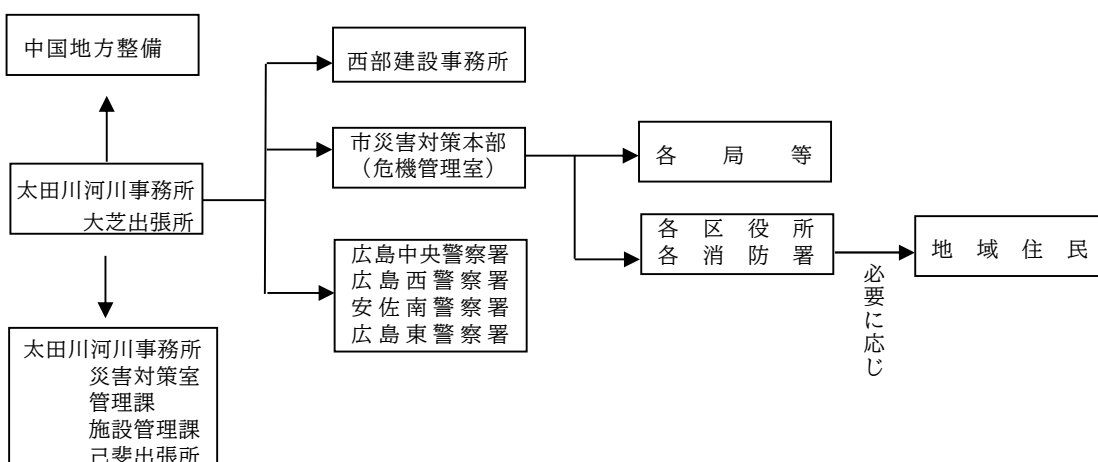 中国地方整備
太田川河川事務所
大芝出張所
太田川河川事務所
災害対策室
管理課
施設管理課
己斐出張所
西部建設事務所
市災害対策本部
（危機管理室）
広島中央警察署
広島西警察署
安佐南警察署
広島東警察署
各局等
各区役所
各消防署
必要に応じ
地域住民